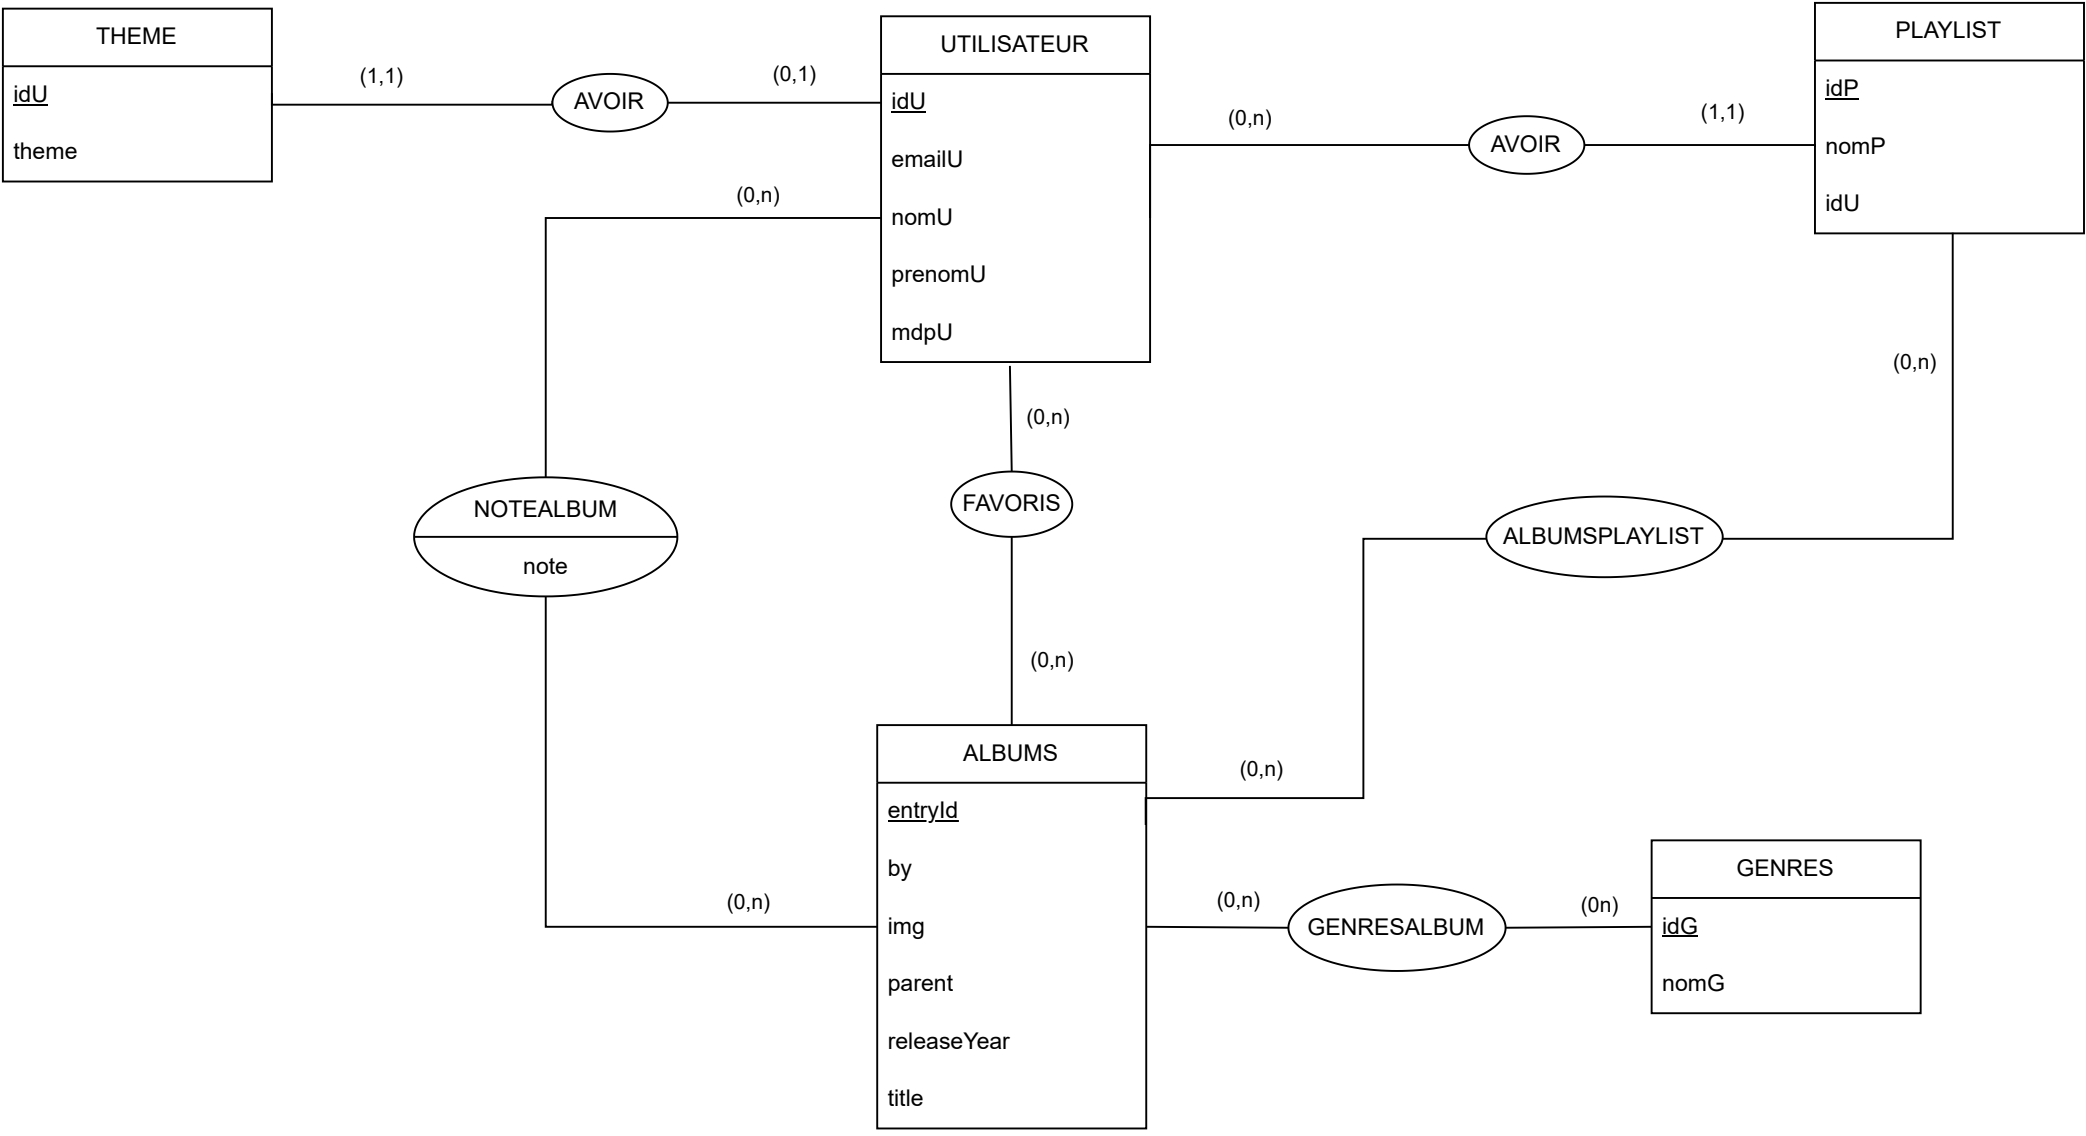 THEME
idU
theme
(1,1)
AVOIR
(0,1)
UTILISATEUR
idU
emailU
nomU
prenomU
mdpU
(0,n)
AVOIR
(1,1)
PLAYLIST
idP
nomP
idU
(0,n)
(0,n)
(0,n)
NOTEALBUM
note
FAVORIS
ALBUMSPLAYLIST
(0,n)
(0,n)
(0,n)
ALBUMS
entryId
by
img
parent
releaseYear
title
(0,n)
GENRESALBUM
(0n)
GENRES
idG
nomG